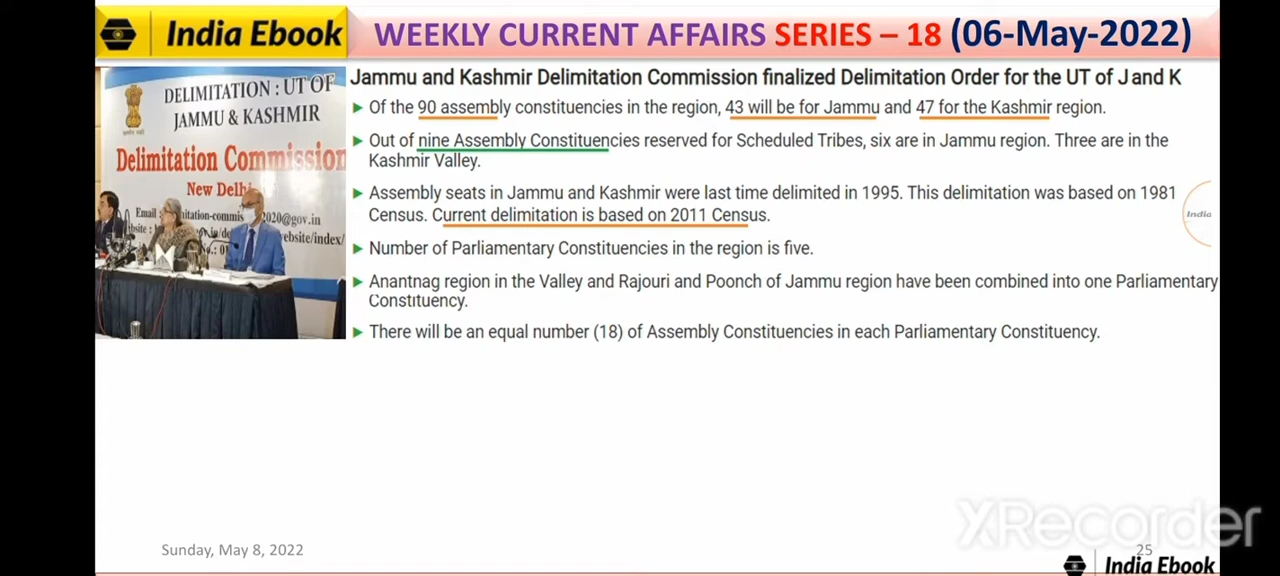 India Ebook
WEEKLY CURRENT AFFAIRS SERIES – 18 (06-May-2022)
Jammu and Kashmir Delimitation Commission finalized Delimitation Order for the UT of J and K
Of the 90 assembly constituencies in the region, 43 will be for Jammu and 47 for the Kashmir region.
Out of nine Assembly Constituencies reserved for Scheduled Tribes, six are in Jammu region. Three are in the
Kashmir Valley.
Assembly seats in Jammu and Kashmir were last time delimited in 1995. This delimitation was based on 1981
Census. Current delimitation is based on 2011 Census.
Number of Parliamentary Constituencies in the region is five.
Anantnag region in the Valley and Rajouri and Poonch of Jammu region have been combined into one Parliamentary
Constituency.
There will be an equal number (18) of Assembly Constituencies in each Parliamentary Constituency.
DELIMITATION : UT OF
JAMMU & KASHMIR
Delimitation Commission
New Delhi
Email
2020@gov.in
ebsite/index/
India
XRecorder
Sunday, May 8, 2022
25
India Ebook